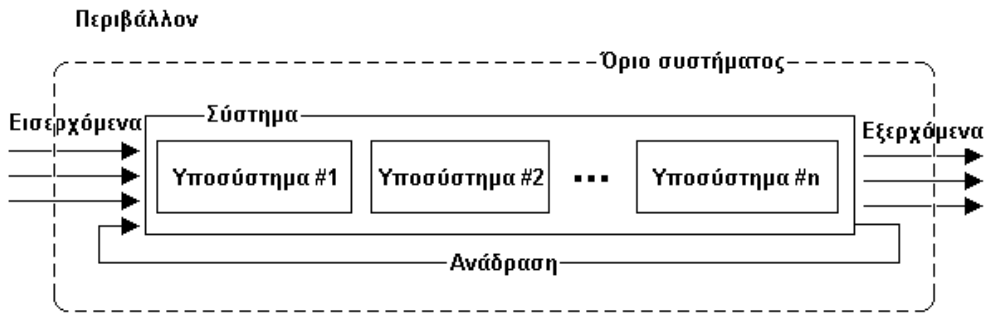 Περιβάλλον
Όριο συστήματος
Σύστημα
Εισερχόμενα
Εξερχόμενα
Υποσύστημα #1
Υποσύστημα #2
...
Υποσύστημα #n
Ανάδραση